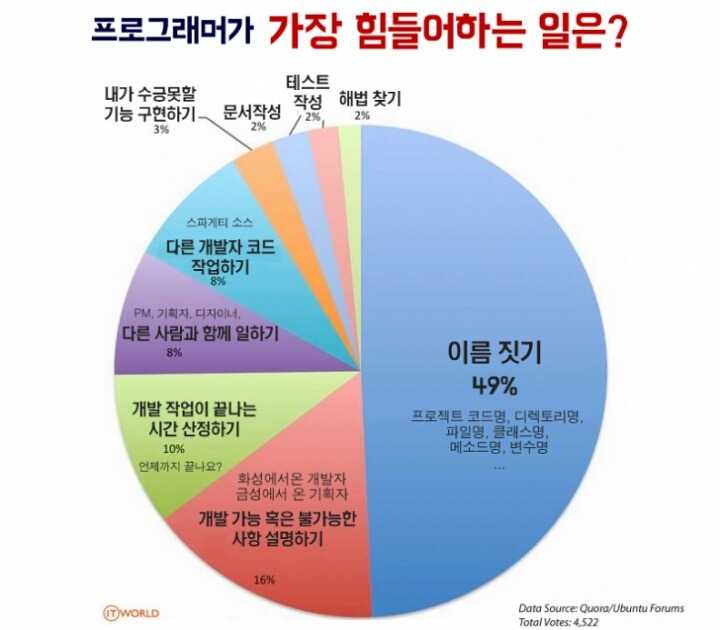 프로그래머가 가장 힘들어하는 일은?
내가 수긍못할
기능 구현하기
3%
문서작성
2%
테스트
작성
2%
해법 찾기
2%
스파게티 소스
다른 개발자 코드
작업하기
8%
PM, 기획자, 디자이너,
다른 사람과 함께 일하기
8%
이름 짓기
49%
프로젝트 코드명, 디렉토리명,
파일명, 클래스명,
메소드명, 변수명
...
개발 작업이 끝나는
시간 산정하기
10%
언제까지 끝나요?
화성에서온 개발자
금성에서 온 기획자
개발 가능 혹은 불가능한
사항 설명하기
16%
ITWORLD
Data Source: Quora/Ubuntu Forums
Total Votes: 4,522